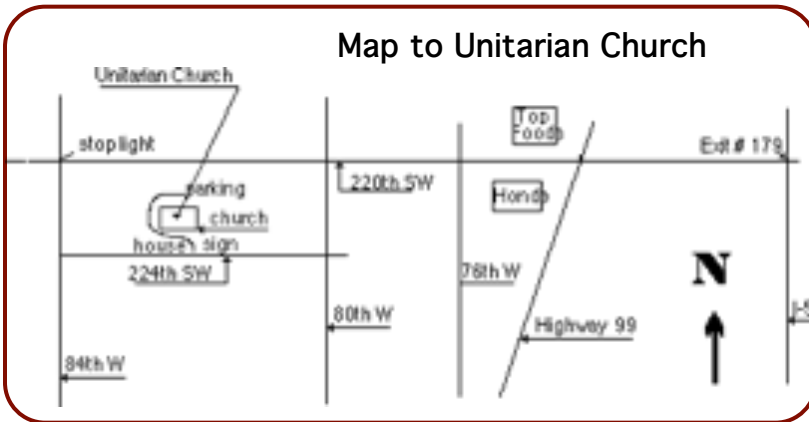 Map to Unitarian Church
Unitarian Church
stop light
Top
Foods
Exit # 179
220th SW
parking
Honda
church
house
sign
224th SW
76th W
N
80th W
Highway 99
84th W